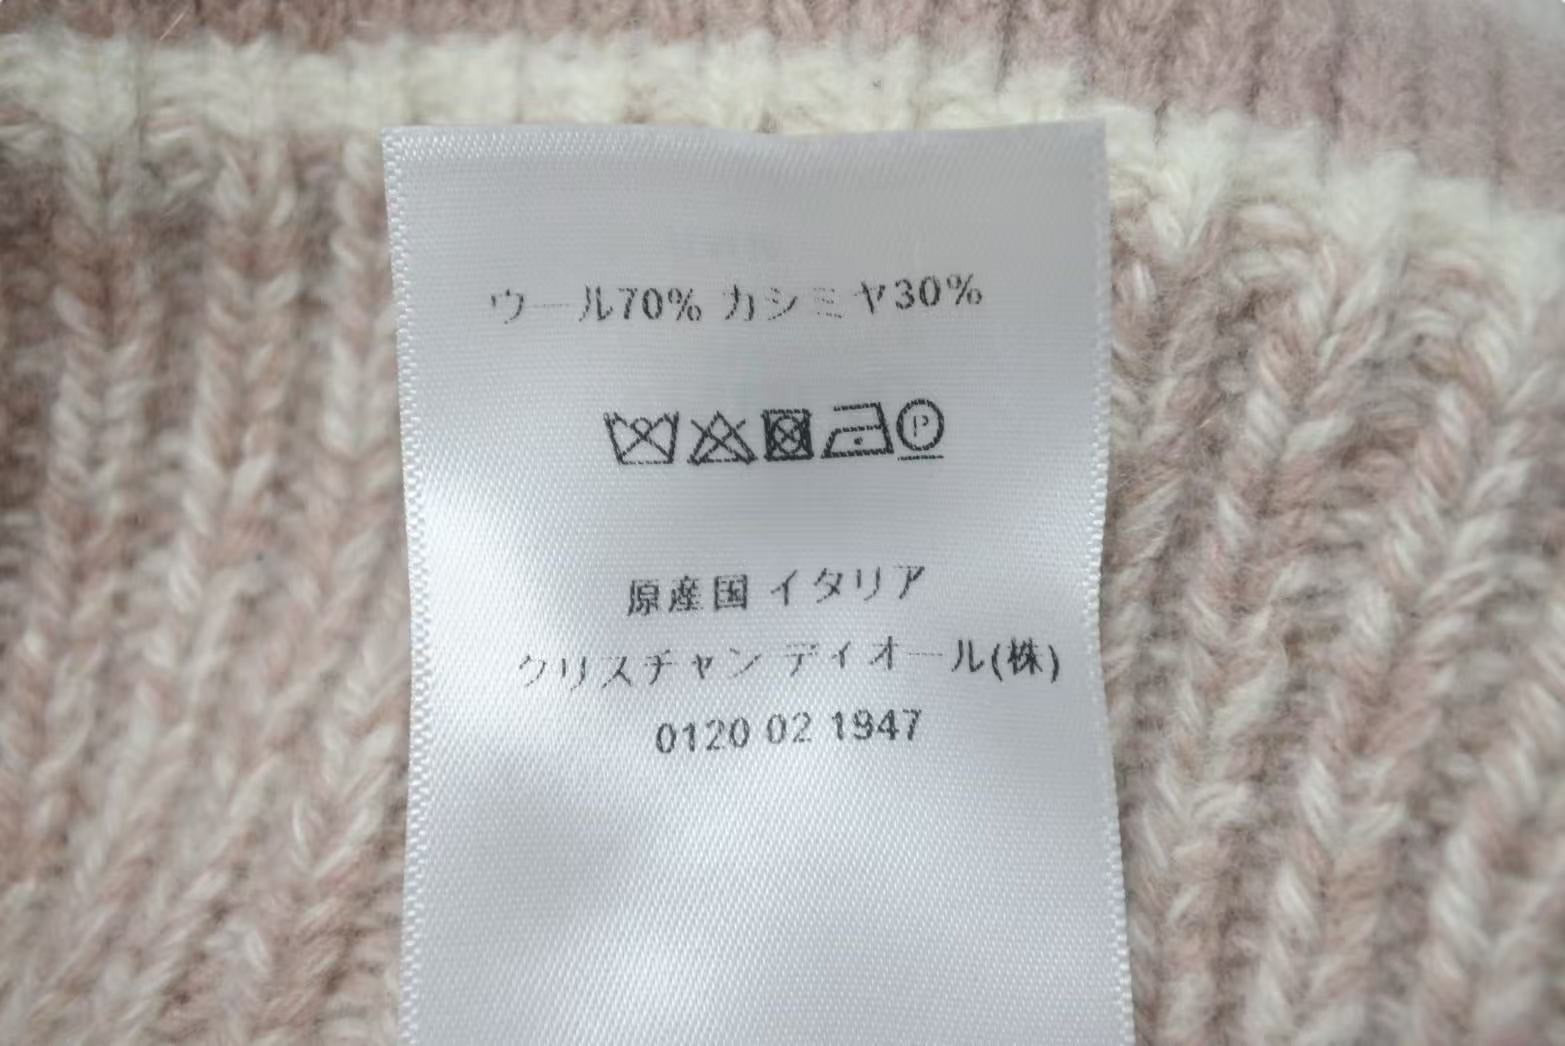 ウール70% カシミヤ30%
P
原産国 イタリア
クリスチャン ディオール(株)
0120 02 1947